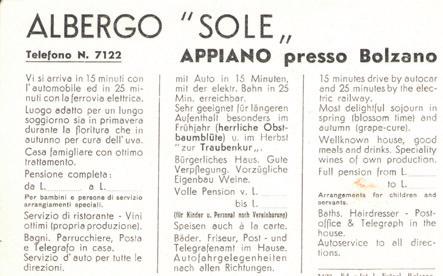 ALBERGO "SOLE„
Telefono N. 7122
APPIANO presso Bolzano
Vi si arriva in 15 minuti con
l'automobile ed in 25 minuti con la ferrovia elettrica.
Luogo adatto per un lungo
soggiorno sia in primavera
durante la fioritura che in
autunno per cura dell'uva.
Casa famigliare con ottimo
trattamento.
Pensione completa:
da L. a L.
Per bambini e persone di servizio
arrangiamenti speciali.
Servizio di ristorante - Vini
ottimi (propria produzione).
Bagni, Parrucchiere, Posta
e Telegrafo in casa.
Servizio d'auto per tutte le
direzioni.
mit Auto in 15 Minuten,
mit der elektr. Bahn in 25
Min. erreichbar.
Sehr geeignet für längeren
Aufenthalt besonders im
Frühjahr (herrliche Obst-
baumblüte) u. im Herbst
"zur Traubenkur„.
Bürgerliches Haus. Gute
Verpflegung. Vorzügliche
Eigenbau Weine.
Volle Pension v. L.
bis L.
(für Kinder u. Personal nach Vereinbarung)
Speisen auch à la carte.
Bäder, Friseur, Post- und
Telegrafenamt im Hause.
Autofahrgelegenheiten
nach allen Richtungen.
15 minutes drive by autocar
and 25 minutes by the elec-
tric railway.
Most delightful sojourn in
spring (blossom time) and
autumn (grape-cure).
Wellknown house, good
meals and drinks. Speciality
wines of own production.
Full pension from L.
to L.
Arrangements for children and
servants.
Baths. Hairdresser - Post-
office & Telegraph in the
house.
Autoservice to all direc-
tions.